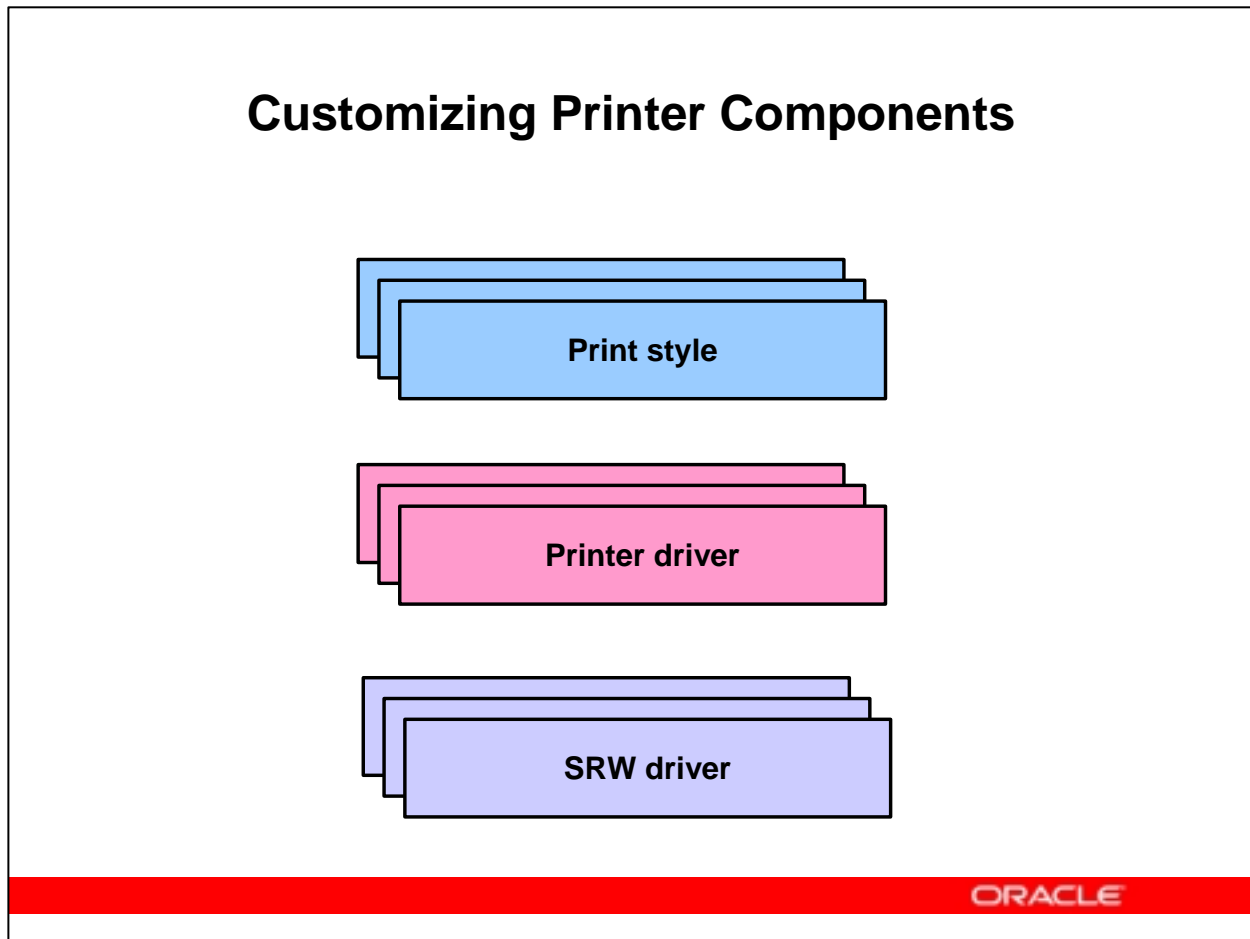 Customizing Printer Components
Print style
Printer driver
SRW driver
ORACLE